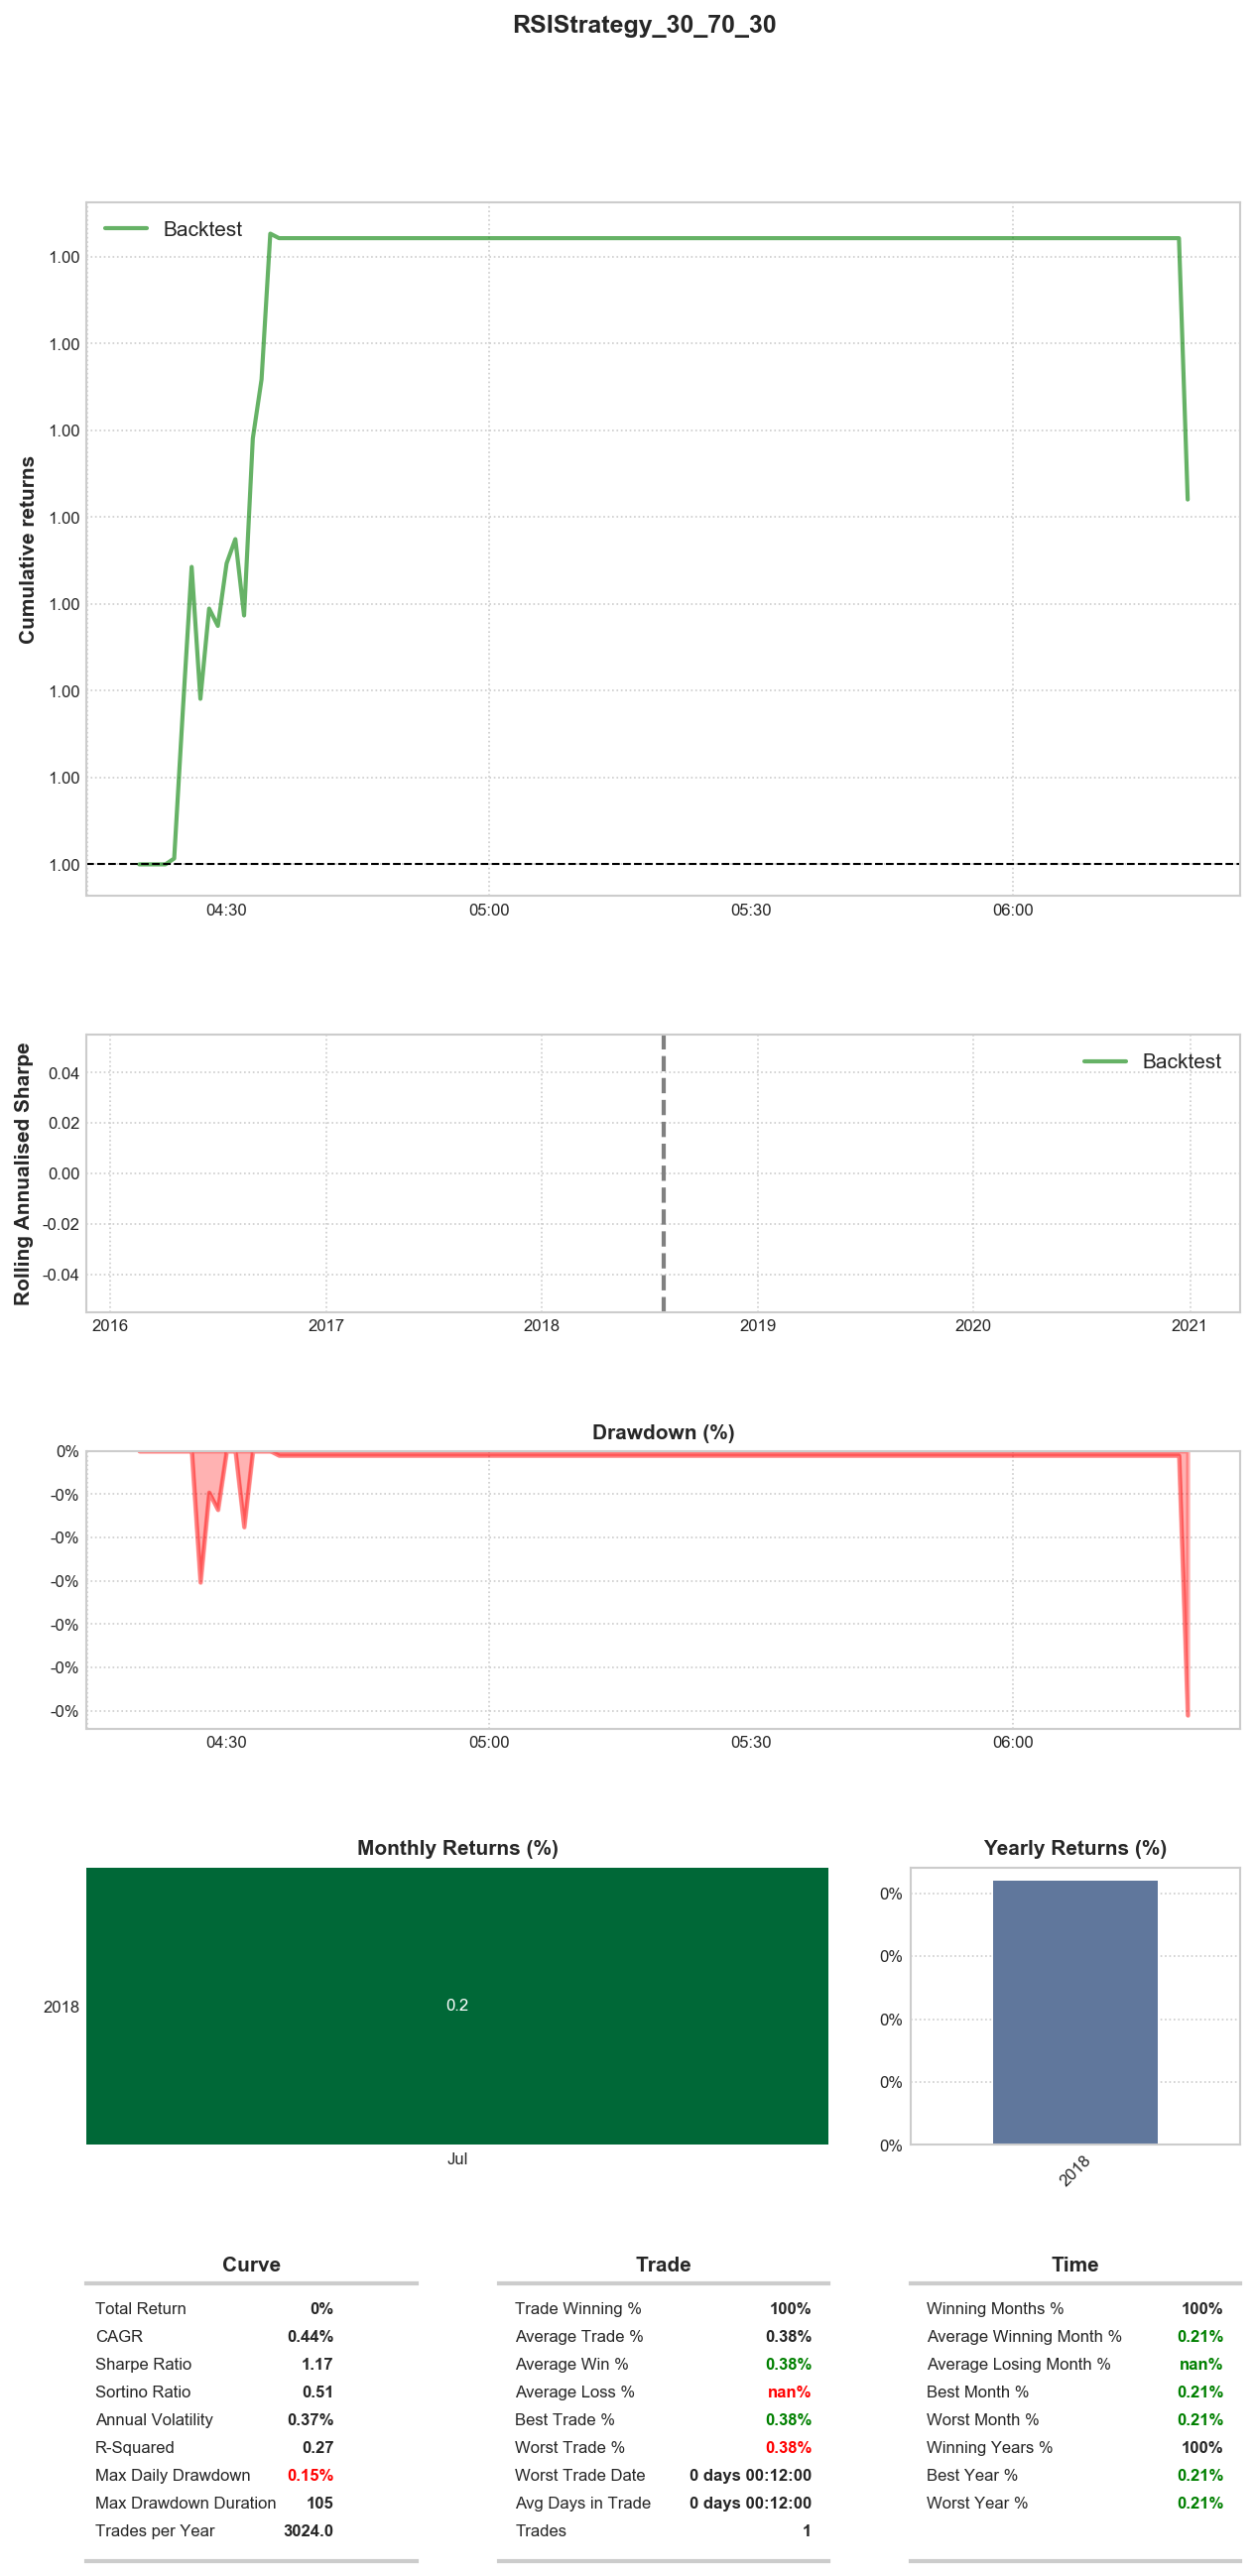 RSIStrategy_30_70_30
Backtest
1.00
1.00
1.00
1.00
1.00
1.00
1.00
1.00
Cumulative returns
04:30 05:00 05:30 06:00
Backtest
0.04
0.02
0.00
-0.02
-0.04
Rolling Annualised Sharpe
2016 2017 2018 2019 2020 2021
Drawdown (%)
0%
-0%
-0%
-0%
-0%
-0%
-0%
04:30 05:00 05:30 06:00
Monthly Returns (%)
2018
0.2
Jul
Yearly Returns (%)
0%
0%
0%
0%
0%
2018
Curve
Total Return 0%
CAGR 0.44%
Sharpe Ratio 1.17
Sortino Ratio 0.51
Annual Volatility 0.37%
R-Squared 0.27
Max Daily Drawdown 0.15%
Max Drawdown Duration 105
Trades per Year 3024.0
Trade
Trade Winning % 100%
Average Trade % 0.38%
Average Win % 0.38%
Average Loss % nan%
Best Trade % 0.38%
Worst Trade % 0.38%
Worst Trade Date 0 days 00:12:00
Avg Days in Trade 0 days 00:12:00
Trades 1
Time
Winning Months % 100%
Average Winning Month % 0.21%
Average Losing Month % nan%
Best Month % 0.21%
Worst Month % 0.21%
Winning Years % 100%
Best Year % 0.21%
Worst Year % 0.21%